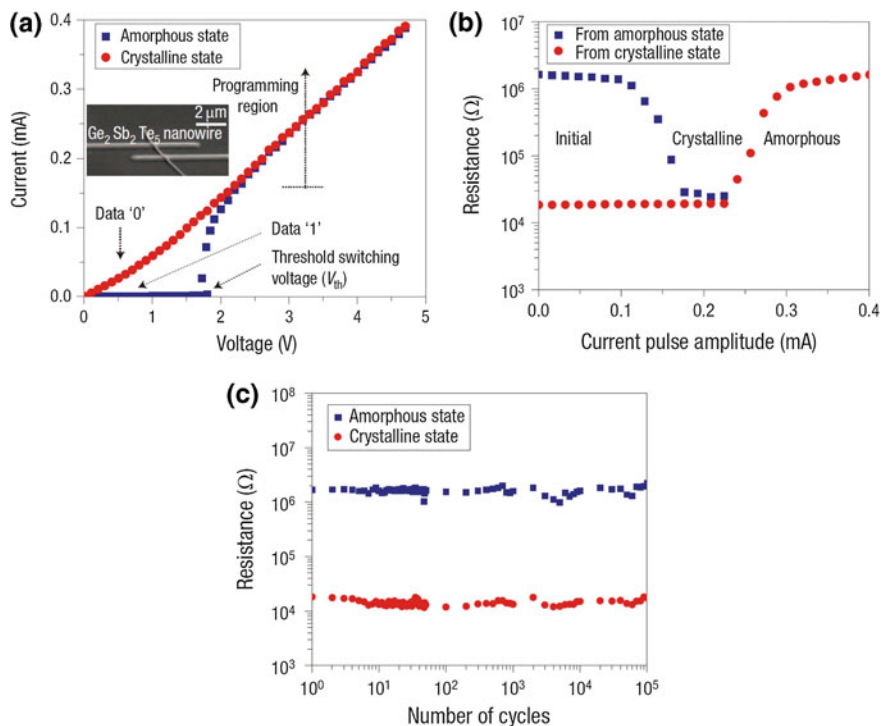 (a)
Amorphous state
Crystalline state
Programming
region
2 μm
Ge2 Sb2 Te5 nanowire
Data ‘0’
Data ‘1’
Threshold switching
voltage (Vth)
0.4
0.3
0.2
0.1
0.0
0 1 2 3 4 5
Current (mA)
Voltage (V)
(b)
From amorphous state
From crystalline state
Initial
Crystalline
Amorphous
10^7
10^6
10^5
10^4
10^3
0.0 0.1 0.2 0.3 0.4
Resistance (Ω)
Current pulse amplitude (mA)
(c)
Amorphous state
Crystalline state
10^8
10^7
10^6
10^5
10^4
10^3
10^0 10^1 10^2 10^3 10^4 10^5
Resistance (Ω)
Number of cycles